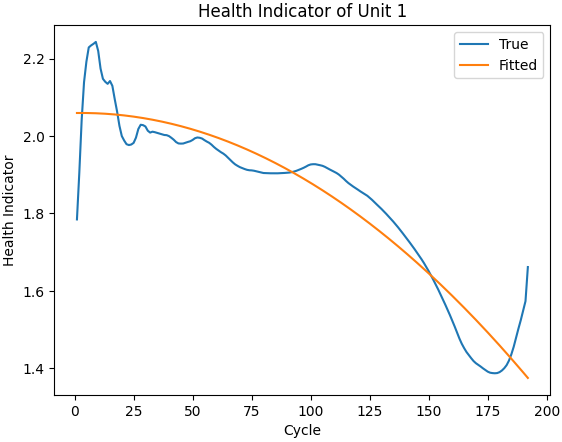 Health Indicator of Unit 1
True
Fitted
Health Indicator
2.2
2.0
1.8
1.6
1.4
0 25 50 75 100 125 150 175 200
Cycle